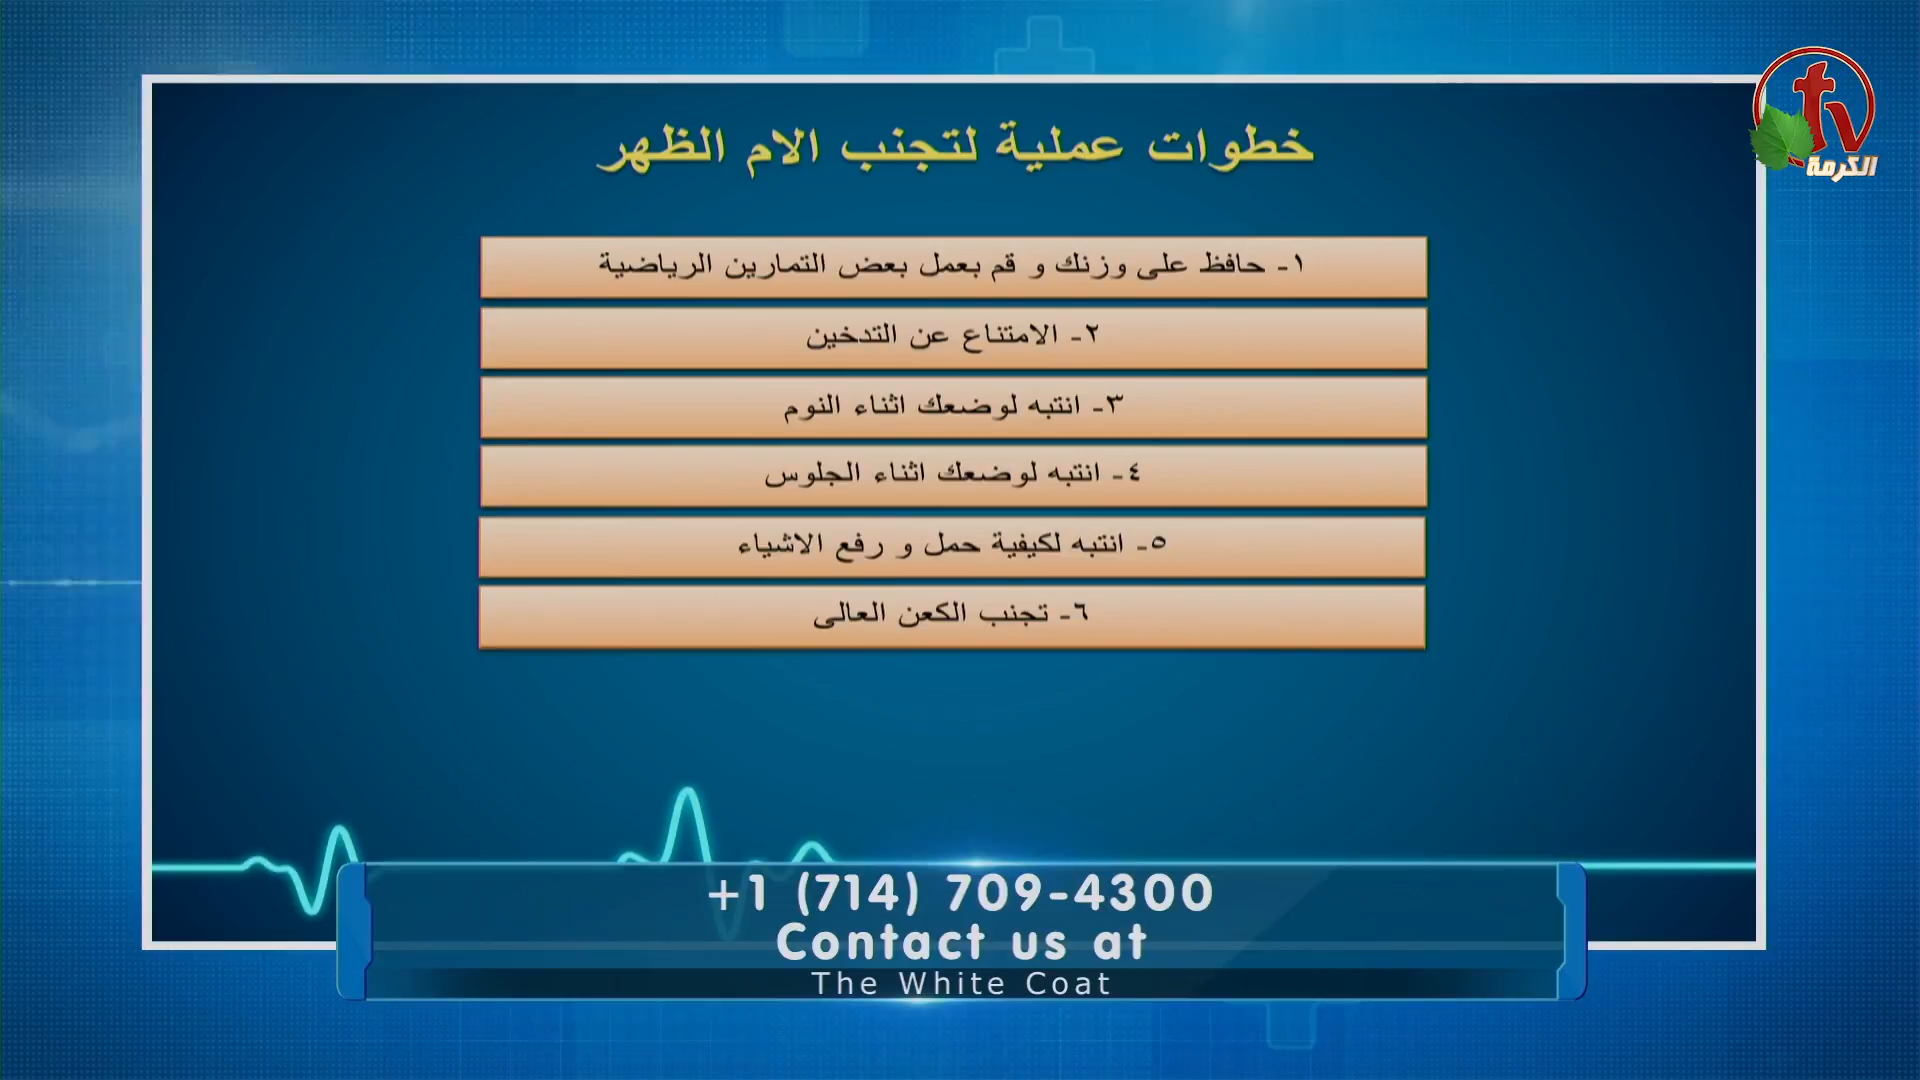 خطوات عملية لتجنب الام الظهر
١- حافظ على وزنك و قم بعمل بعض التمارين الرياضية
٢- الامتناع عن التدخين
٣- انتبه لوضعك اثناء النوم
٤- انتبه لوضعك اثناء الجلوس
٥- انتبه لكيفية حمل و رفع الاشياء
٦- تجنب الكعن العالى
tv
الكرمة
+1 (714) 709-4300
Contact us at
The White Coat